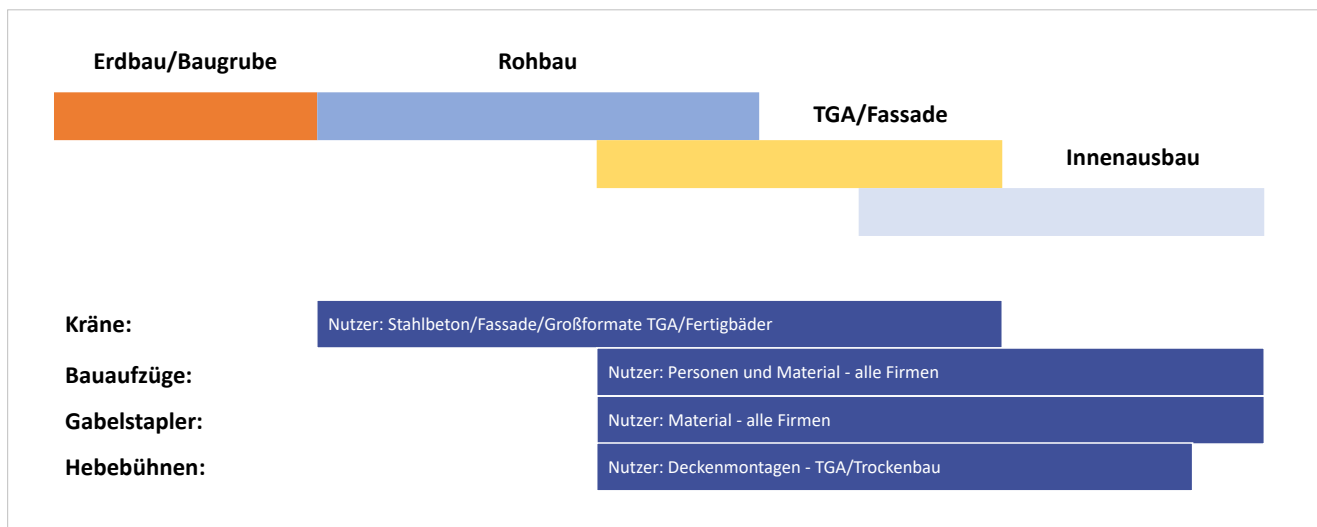 Erdbau/Baugrube
Rohbau
TGA/Fassade
Innenausbau
Kräne:
Nutzer: Stahlbeton/Fassade/Großformate TGA/Fertigbäder
Bauaufzüge:
Nutzer: Personen und Material - alle Firmen
Gabelstapler:
Nutzer: Material - alle Firmen
Hebebühnen:
Nutzer: Deckenmontagen - TGA/Trockenbau